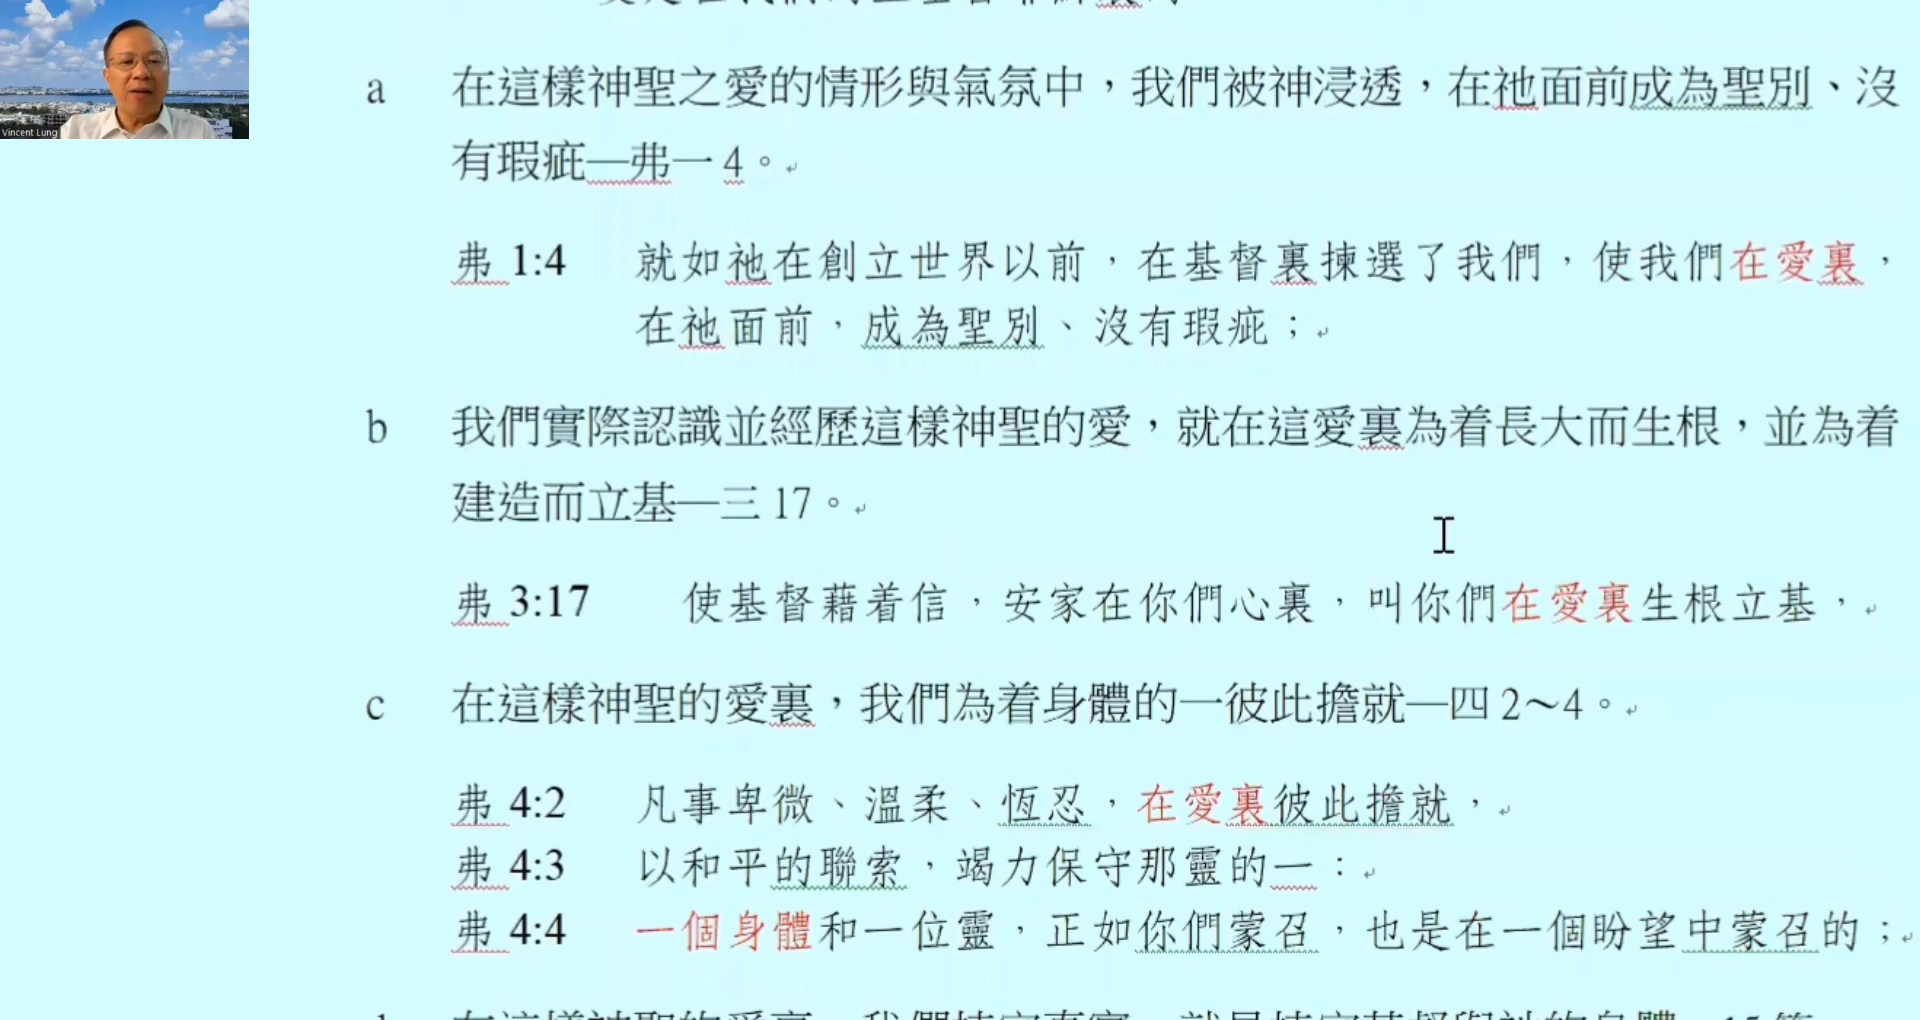 Vincent Lung
a 在這樣神聖之愛的情形與氣氛中，我們被神浸透，在祂面前成為聖別、沒
有瑕疵—弗一 4。
弗 1:4 就如祂在創立世界以前，在基督裏揀選了我們，使我們在愛裏，
在祂面前，成為聖別、沒有瑕疵；
b 我們實際認識並經歷這樣神聖的愛，就在這愛裏為着長大而生根，並為着
建造而立基—三 17。
弗 3:17 使基督藉着信，安家在你們心裏，叫你們在愛裏生根立基，
c 在這樣神聖的愛裏，我們為着身體的一彼此擔就—四 2～4。
弗 4:2 凡事卑微、溫柔、恆忍，在愛裏彼此擔就，
弗 4:3 以和平的聯索，竭力保守那靈的一：
弗 4:4 一個身體和一位靈，正如你們蒙召，也是在一個盼望中蒙召的；